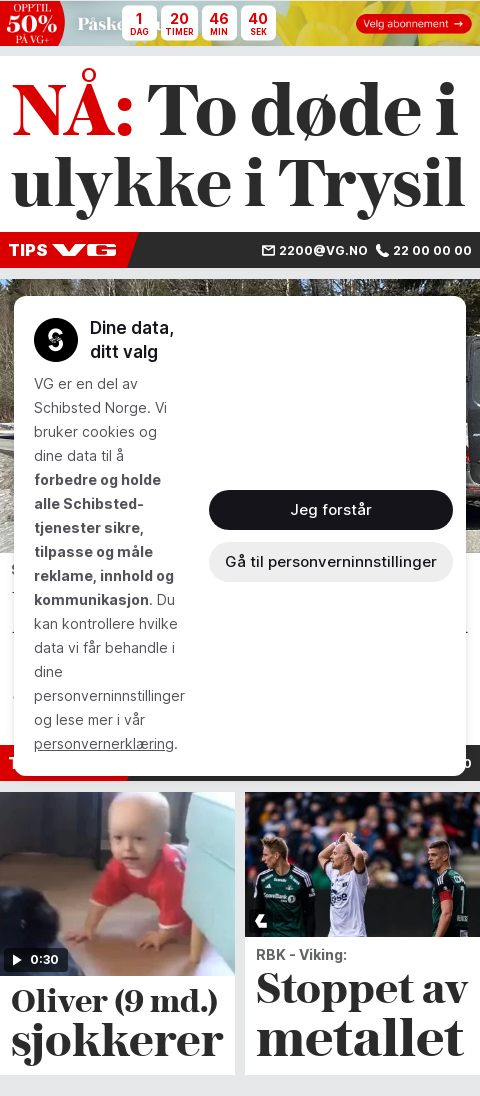 OPPTIL
50%
PÅ VG+
1
DAG
20
TIMER
46
MIN
40
SEK
Velg abonnement →
NÅ: To døde i
ulykke i Trysil
TIPS VG
2200@VG.NO
22 00 00 00
Dine data,
ditt valg
VG er en del av
Schibsted Norge. Vi
bruker cookies og
dine data til å
forbedre og holde
alle Schibsted-
tjenester sikre,
tilpasse og måle
reklame, innhold og
kommunikasjon. Du
kan kontrollere hvilke
data vi får behandle i
dine
personverninnstillinger
og lese mer i vår
personvernerklæring.
Jeg forstår
Gå til personverninnstillinger
0:30
Oliver (9 md.)
sjokkerer
RBK - Viking:
Stoppet av
metallet